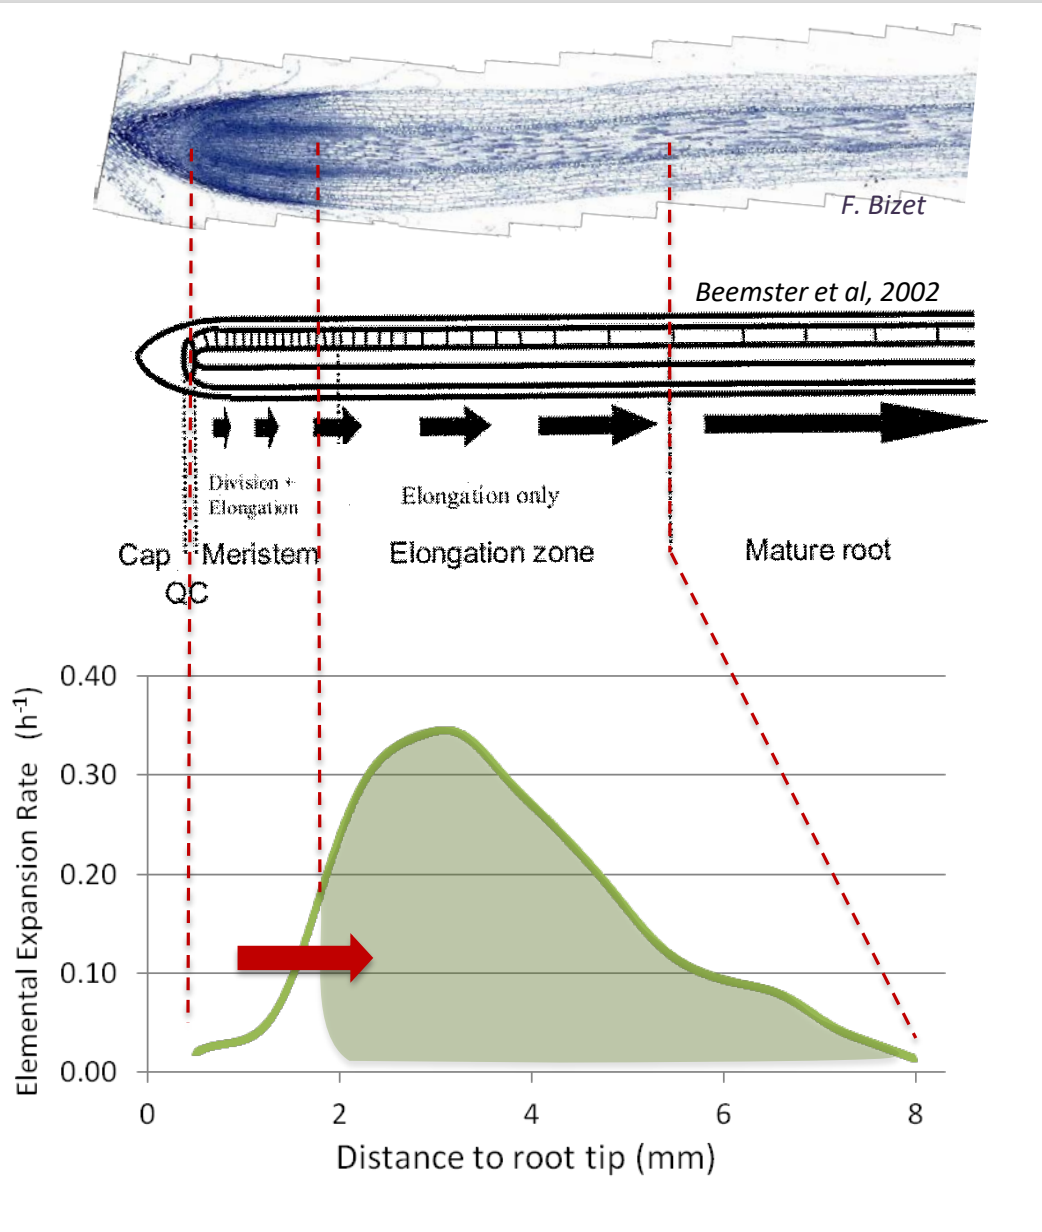 F. Bizet
Beemster et al, 2002
Division +
Elongation
Elongation only
Cap
Meristem
Elongation zone
Mature root
QC
Elemental Expansion Rate (h-1)
0.40
0.30
0.20
0.10
0.00
0 2 4 6 8
Distance to root tip (mm)